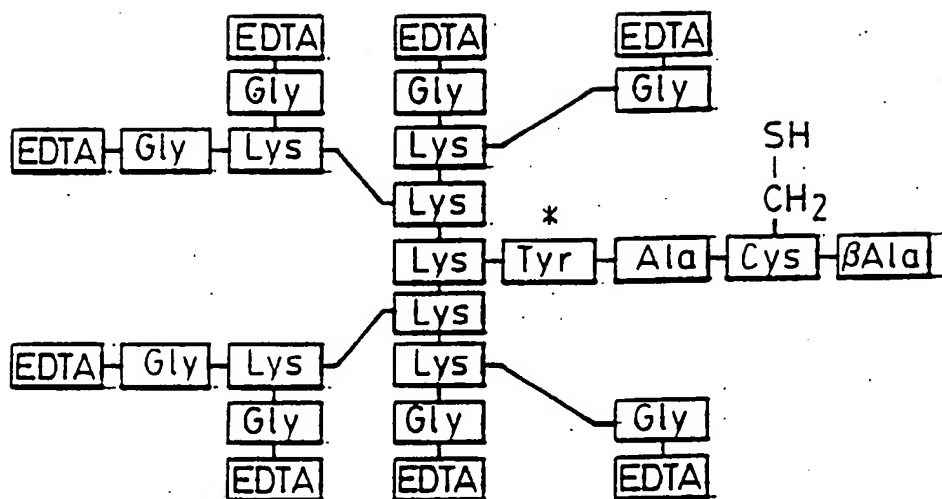 EDTA EDTA EDTA
Gly Gly Gly
EDTA Gly Lys Lys SH
Lys CH2
*
Lys Tyr Ala Cys βAla
Lys
EDTA Gly Lys Lys
Gly Gly Gly
EDTA EDTA EDTA